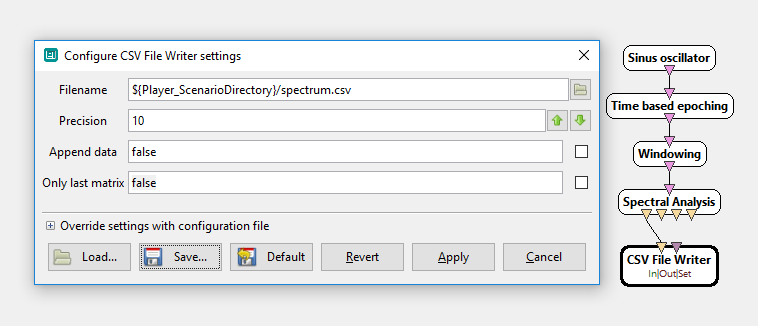 Configure CSV File Writer settings
Filename
${Player_ScenarioDirectory}/spectrum.csv
Precision
10
Append data
false
Only last matrix
false
Override settings with configuration file
Load...
Save...
Default
Revert
Apply
Cancel
Sinus oscillator
Time based epoching
Windowing
Spectral Analysis
CSV File Writer
In|Out|Set